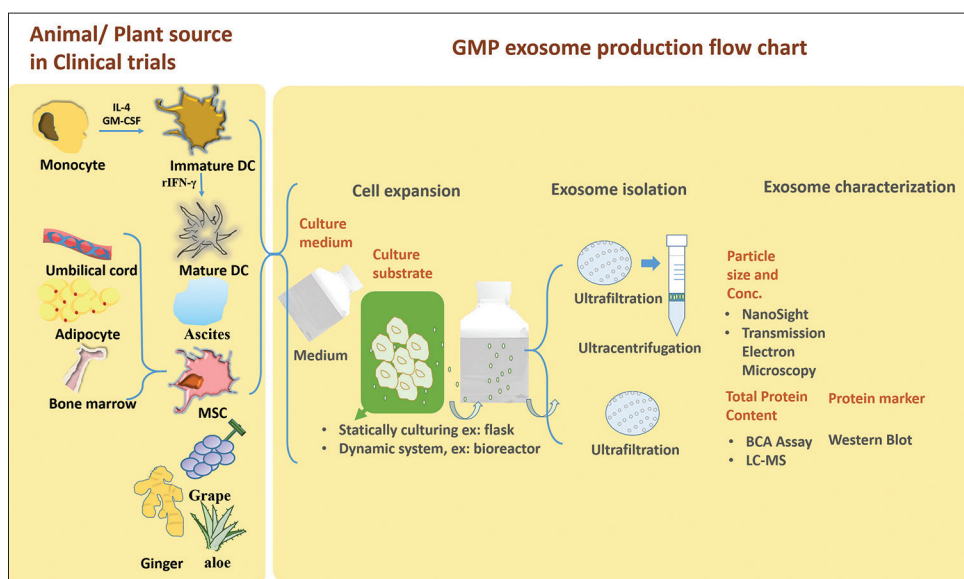 Animal/ Plant source
in Clinical trials
GMP exosome production flow chart
IL-4
GM-CSF
Monocyte
Immature DC
rIFN-γ
Umbilical cord
Mature DC
Adipocyte
Ascites
Bone marrow
MSC
Grape
Ginger
aloe
Cell expansion
Culture
medium
Culture
substrate
Medium
• Statically culturing ex: flask
• Dynamic system, ex: bioreactor
Exosome isolation
Ultrafiltration
Ultracentrifugation
Ultrafiltration
Exosome characterization
Particle
size and
Conc.
• NanoSight
• Transmission
Electron
Microscopy
Total Protein
Content
• BCA Assay
• LC-MS
Protein marker
Western Blot